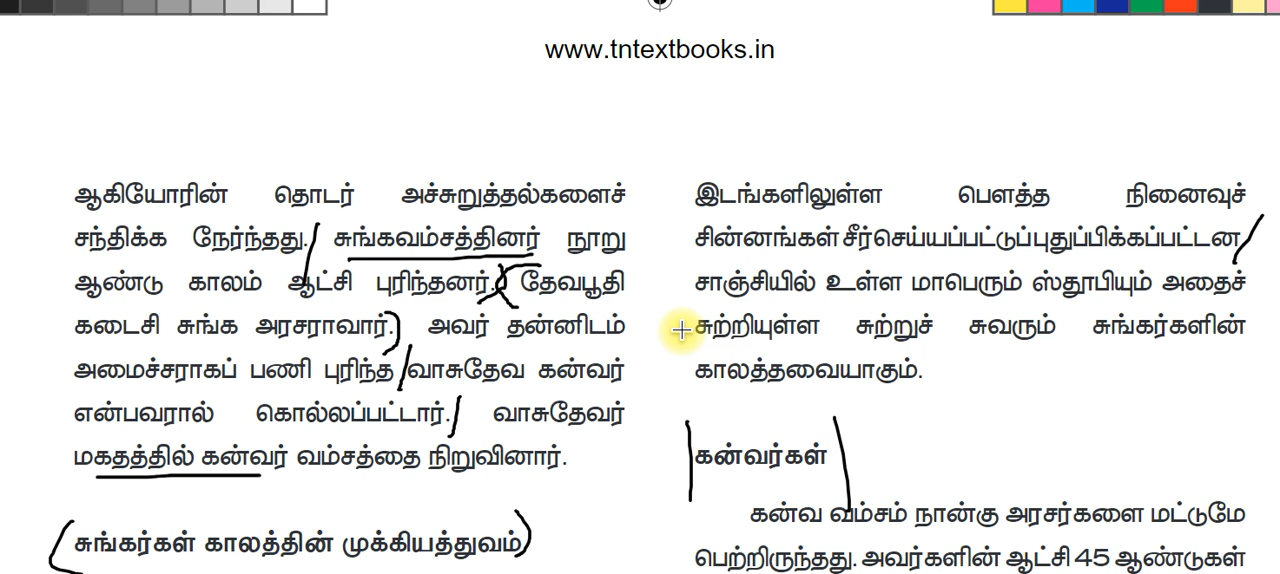 www.tntextbooks.in
ஆகியோரின் தொடர் அச்சுறுத்தல்களைச்
சந்திக்க நேர்ந்தது. சுங்கவம்சத்தினர் நூறு
ஆண்டு காலம் ஆட்சி புரிந்தனர். தேவபூதி
கடைசி சுங்க அரசராவார். அவர் தன்னிடம்
அமைச்சராகப் பணி புரிந்த வாசுதேவ கன்வர்
என்பவரால் கொல்லப்பட்டார். வாசுதேவர்
மகதத்தில் கன்வர் வம்சத்தை நிறுவினார்.
சுங்கர்கள் காலத்தின் முக்கியத்துவம்
இடங்களிலுள்ள பௌத்த நினைவுச்
சின்னங்கள் சீர்செய்யப்பட்டுப் புதுப்பிக்கப்பட்டன.
சாஞ்சியில் உள்ள மாபெரும் ஸ்தூபியும் அதைச்
சுற்றியுள்ள சுற்றுச் சுவரும் சுங்கர்களின்
காலத்தவையாகும்.
கன்வர்கள்
கன்வ வம்சம் நான்கு அரசர்களை மட்டுமே
பெற்றிருந்தது. அவர்களின் ஆட்சி 45 ஆண்டுகள்